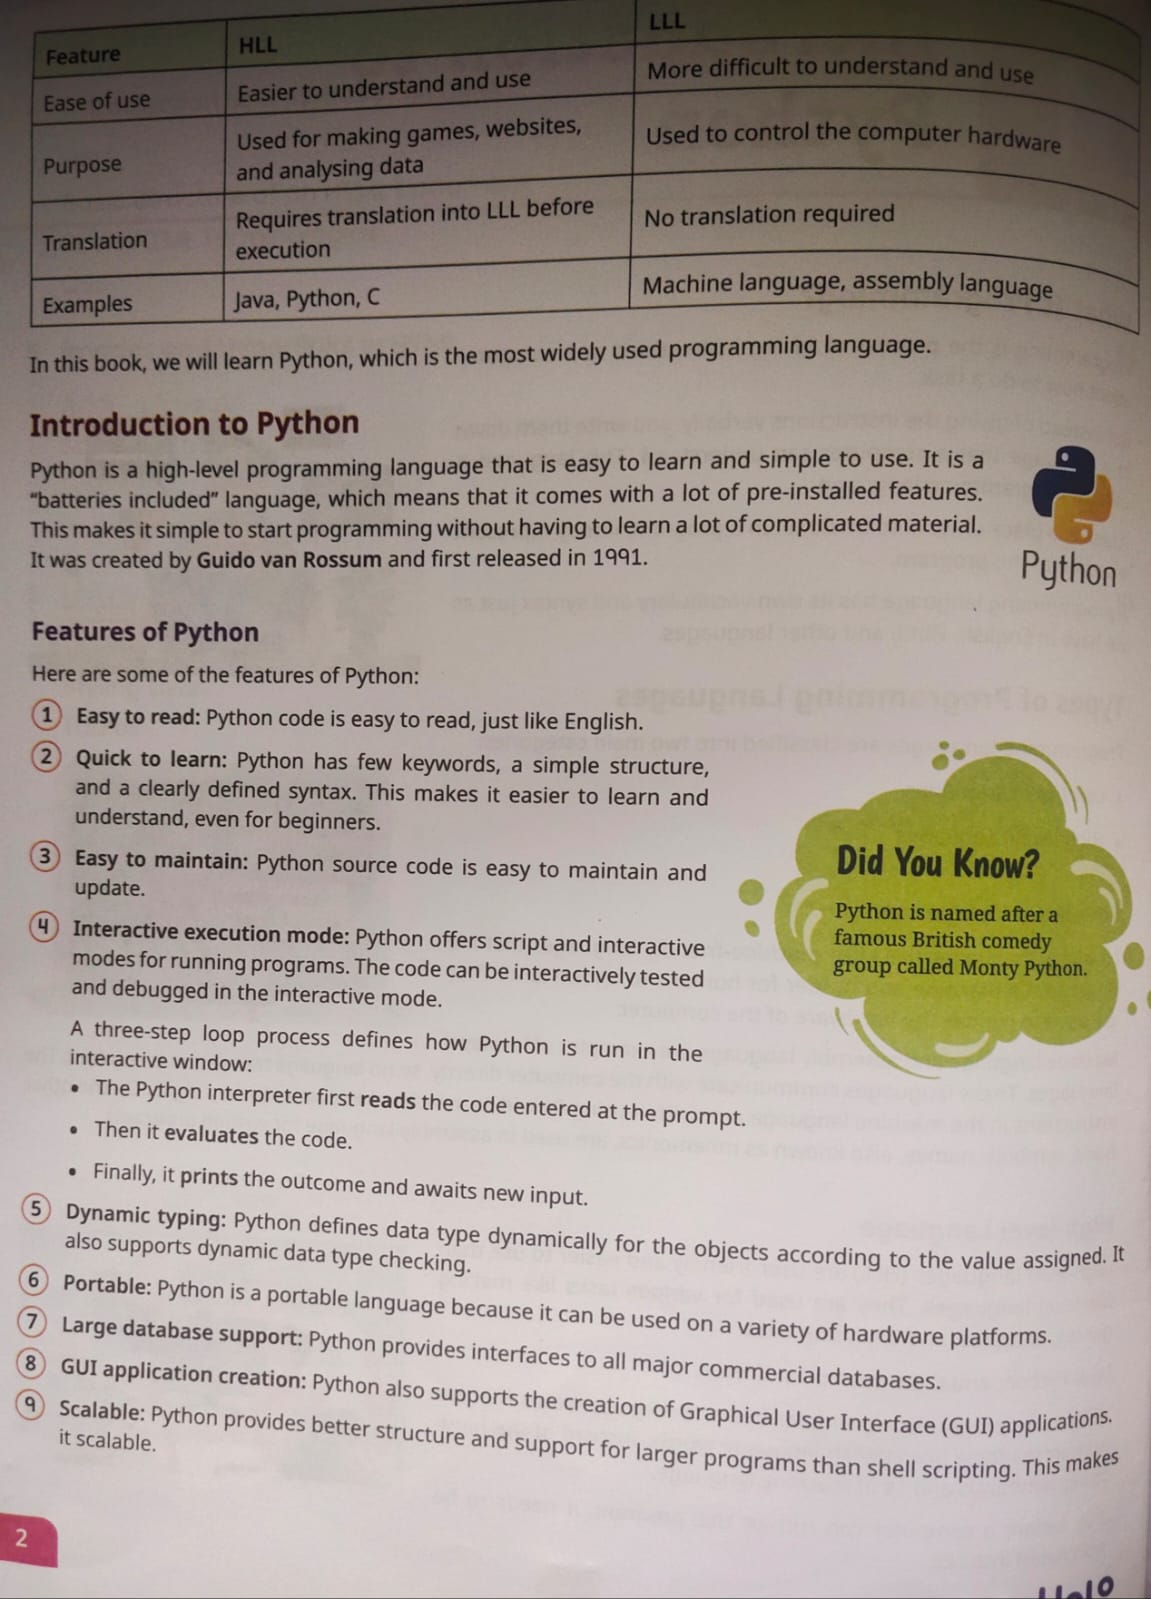 Feature HLL LLL
Ease of use Easier to understand and use More difficult to understand and use
Purpose Used for making games, websites, and analysing data Used to control the computer hardware
Translation Requires translation into LLL before execution No translation required
Examples Java, Python, C Machine language, assembly language
In this book, we will learn Python, which is the most widely used programming language.
Introduction to Python
Python is a high-level programming language that is easy to learn and simple to use. It is a
“batteries included” language, which means that it comes with a lot of pre-installed features.
This makes it simple to start programming without having to learn a lot of complicated material.
It was created by Guido van Rossum and first released in 1991.
Python
Features of Python
Here are some of the features of Python:
1 Easy to read: Python code is easy to read, just like English.
2 Quick to learn: Python has few keywords, a simple structure,
and a clearly defined syntax. This makes it easier to learn and
understand, even for beginners.
3 Easy to maintain: Python source code is easy to maintain and
update.
4 Interactive execution mode: Python offers script and interactive
modes for running programs. The code can be interactively tested
and debugged in the interactive mode.
A three-step loop process defines how Python is run in the
interactive window:
• The Python interpreter first reads the code entered at the prompt.
• Then it evaluates the code.
• Finally, it prints the outcome and awaits new input.
Did You Know?
Python is named after a
famous British comedy
group called Monty Python.
5 Dynamic typing: Python defines data type dynamically for the objects according to the value assigned. It
also supports dynamic data type checking.
6 Portable: Python is a portable language because it can be used on a variety of hardware platforms.
7 Large database support: Python provides interfaces to all major commercial databases.
8 GUI application creation: Python also supports the creation of Graphical User Interface (GUI) applications.
9 Scalable: Python provides better structure and support for larger programs than shell scripting. This makes
it scalable.
2